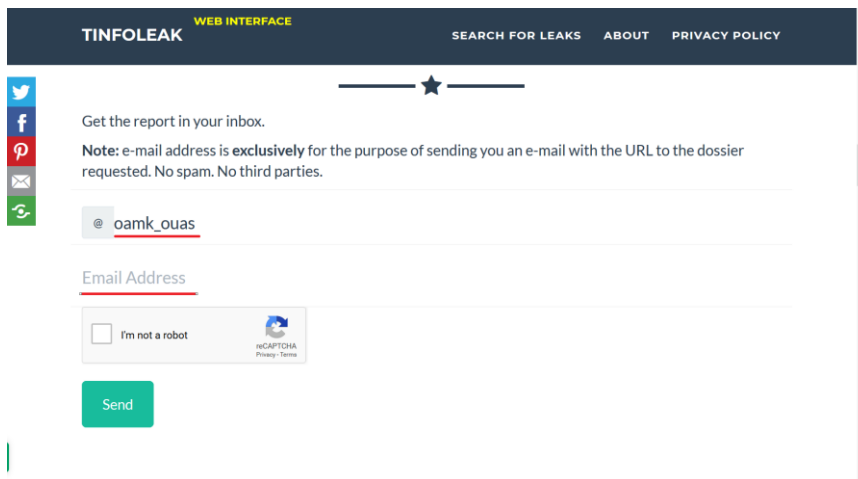 TINFOLEAK WEB INTERFACE
SEARCH FOR LEAKS ABOUT PRIVACY POLICY
Get the report in your inbox.
Note: e-mail address is exclusively for the purpose of sending you an e-mail with the URL to the dossier
requested. No spam. No third parties.
@ oamk_ouas
Email Address
I'm not a robot
reCAPTCHA
Privacy - Terms
Send